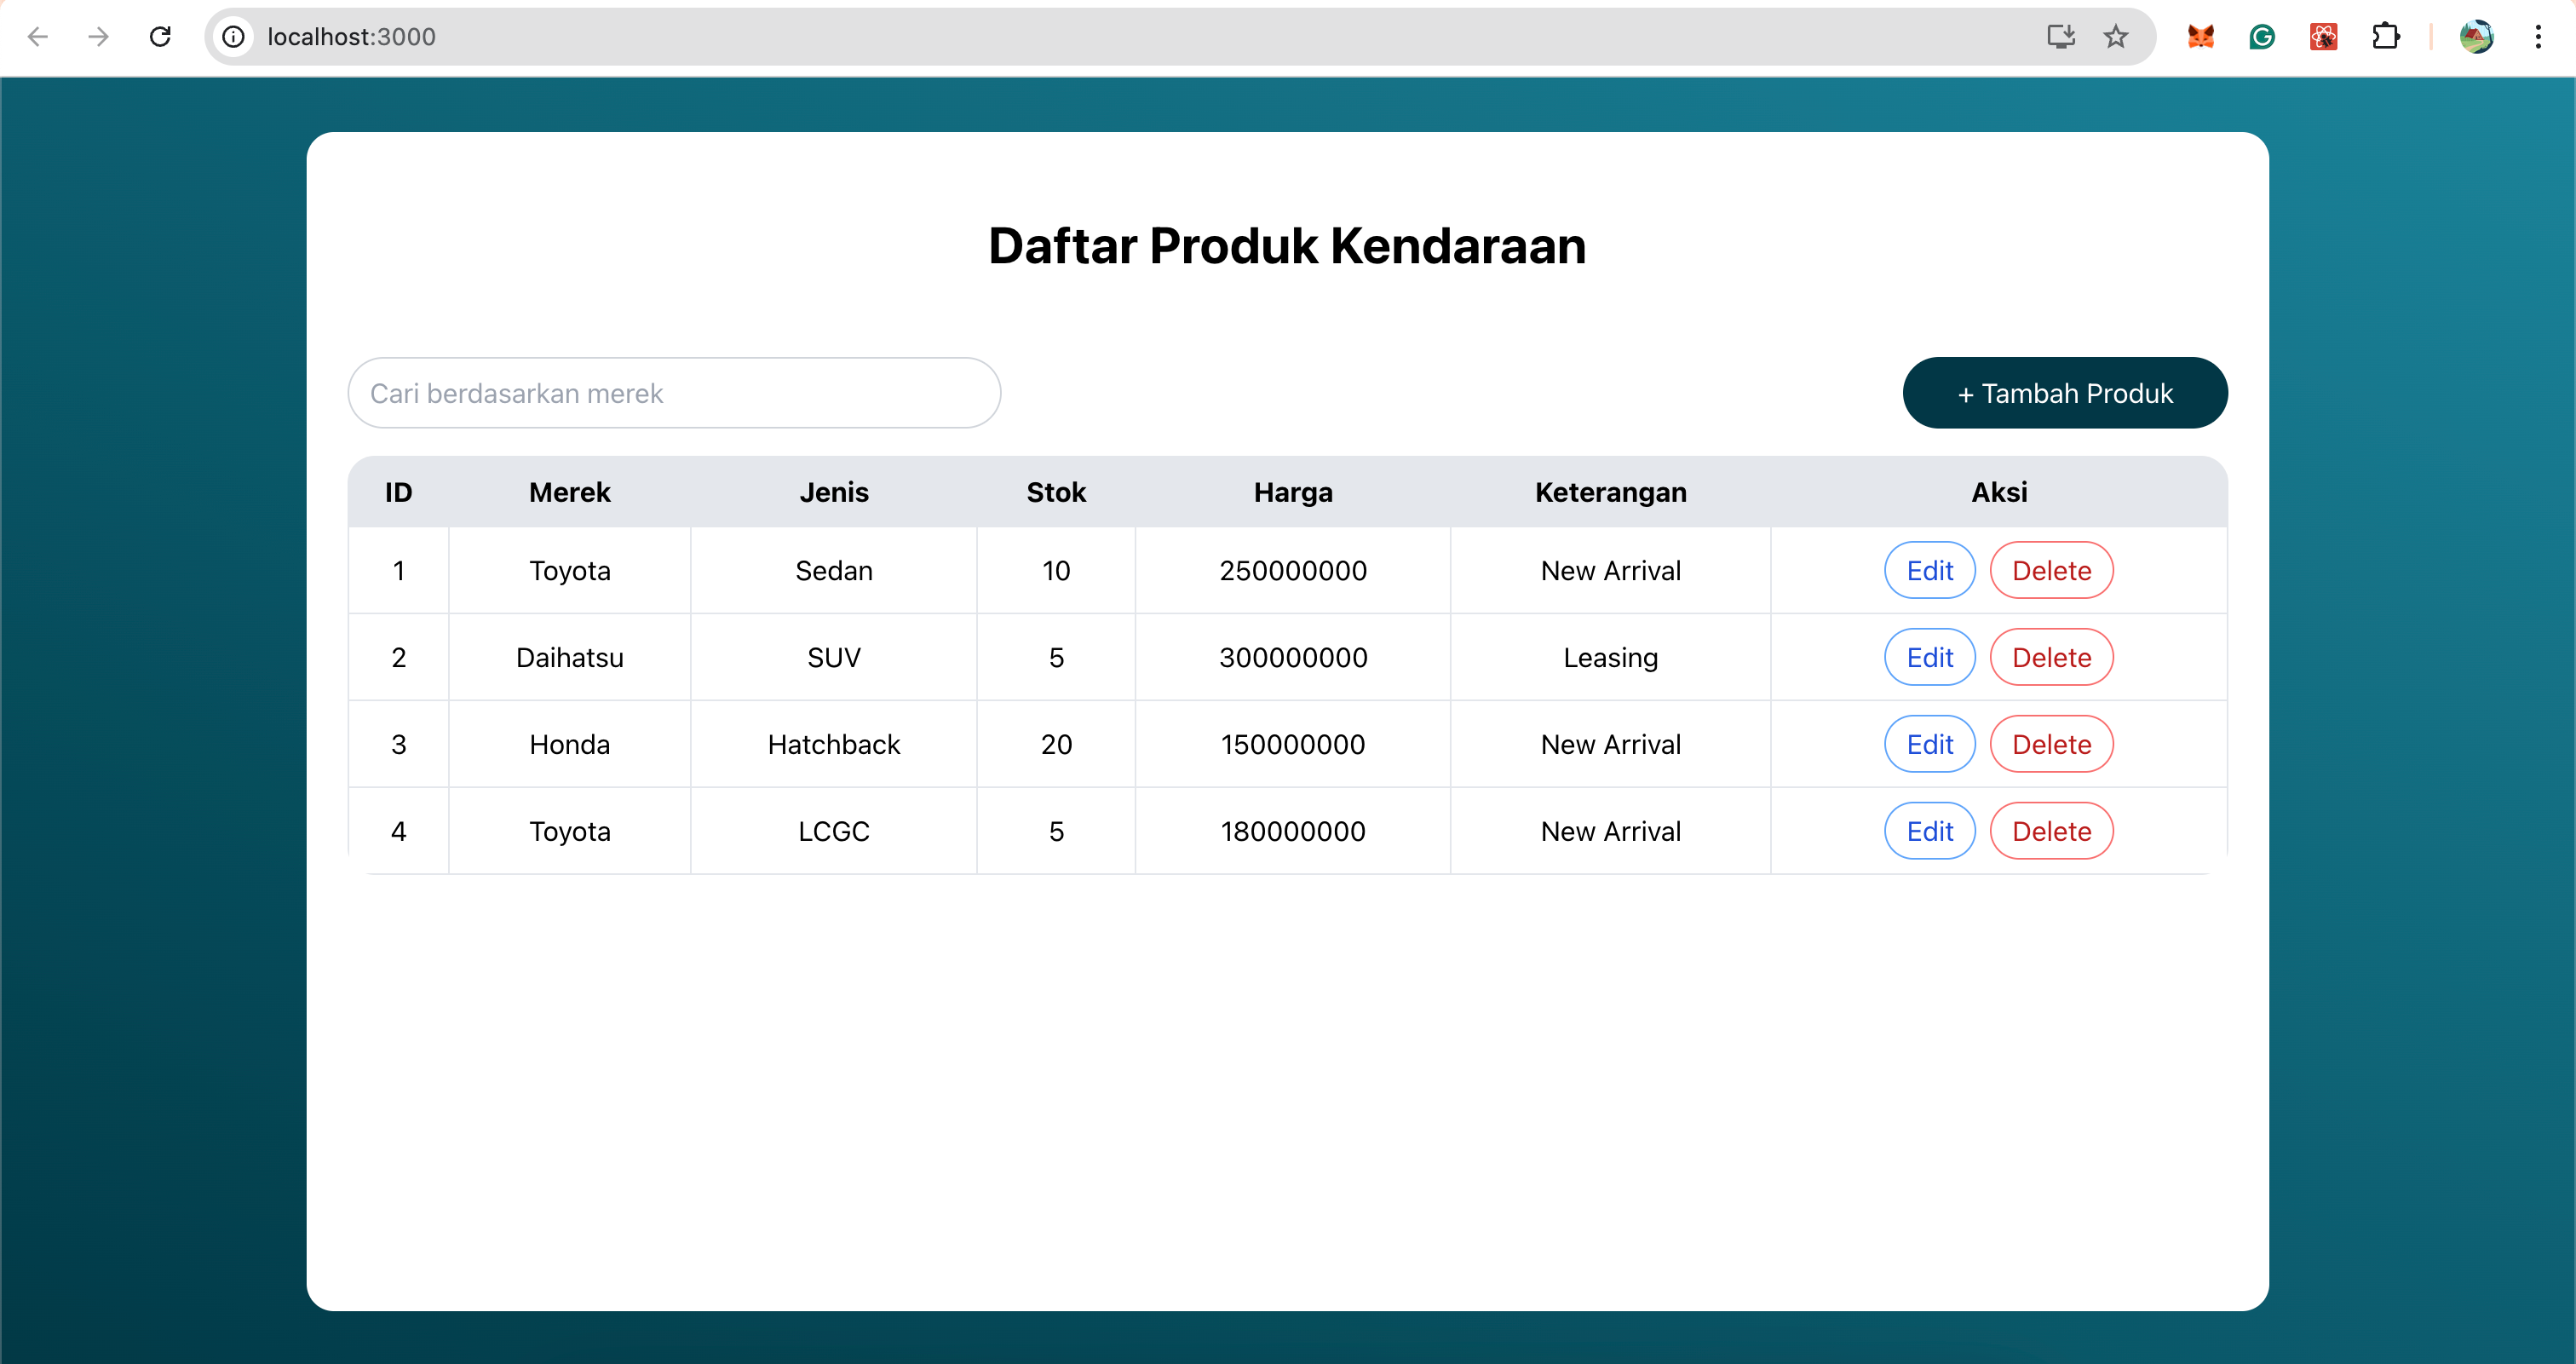 localhost:3000
Daftar Produk Kendaraan
Cari berdasarkan merek
+ Tambah Produk
ID Merek Jenis Stok Harga Keterangan Aksi
1 Toyota Sedan 10 250000000 New Arrival Edit Delete
2 Daihatsu SUV 5 300000000 Leasing Edit Delete
3 Honda Hatchback 20 150000000 New Arrival Edit Delete
4 Toyota LCGC 5 180000000 New Arrival Edit Delete